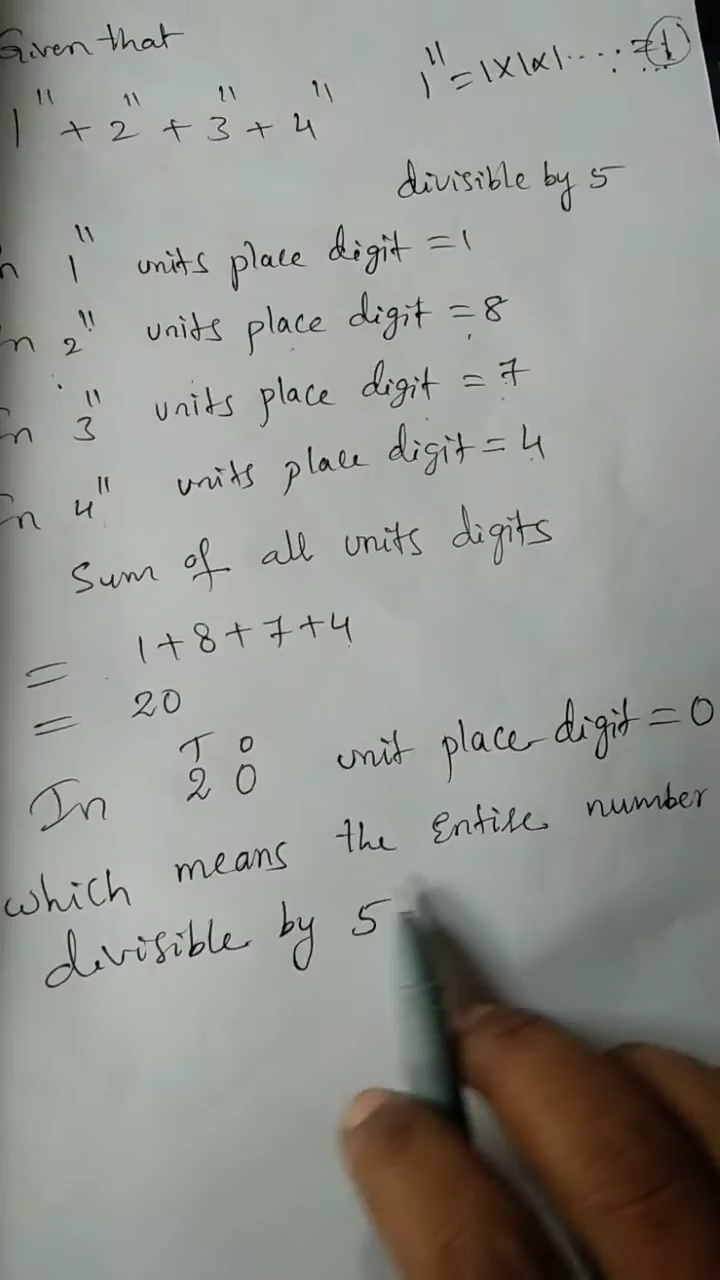 Given that
1¹¹ + 2¹¹ + 3¹¹ + 4¹¹
1¹¹ = 1×1×1..... = 1
divisible by 5
n 1¹¹ units place digit = 1
n 2¹¹ units place digit = 8
In 3¹¹ units place digit = 7
In 4¹¹ units place digit = 4
Sum of all units digits
= 1+8+7+4
= 20
T O
In 2 0 unit place digit = 0
which means the Entire number
divisible by 5